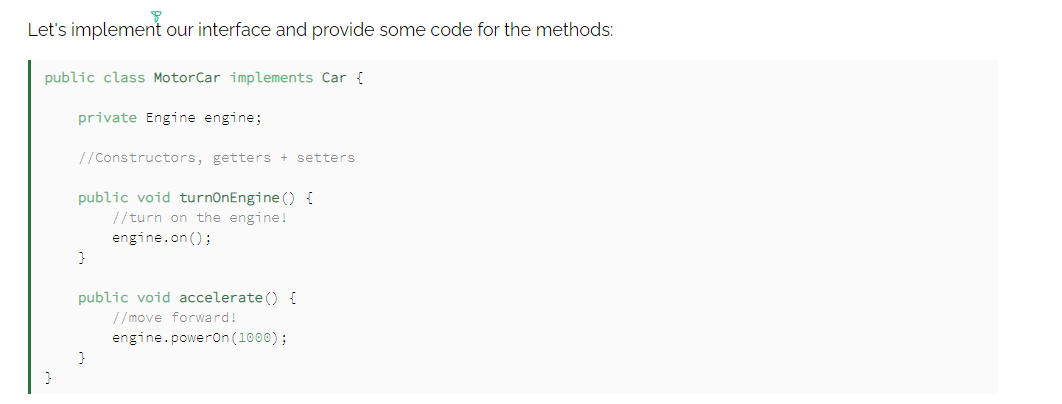 Let's implement our interface and provide some code for the methods:
public class MotorCar implements Car {
private Engine engine;
//Constructors, getters + setters
public void turnOnEngine() {
//turn on the engine!
engine.on();
}
public void accelerate() {
//move forward!
engine.powerOn(1000);
}
}